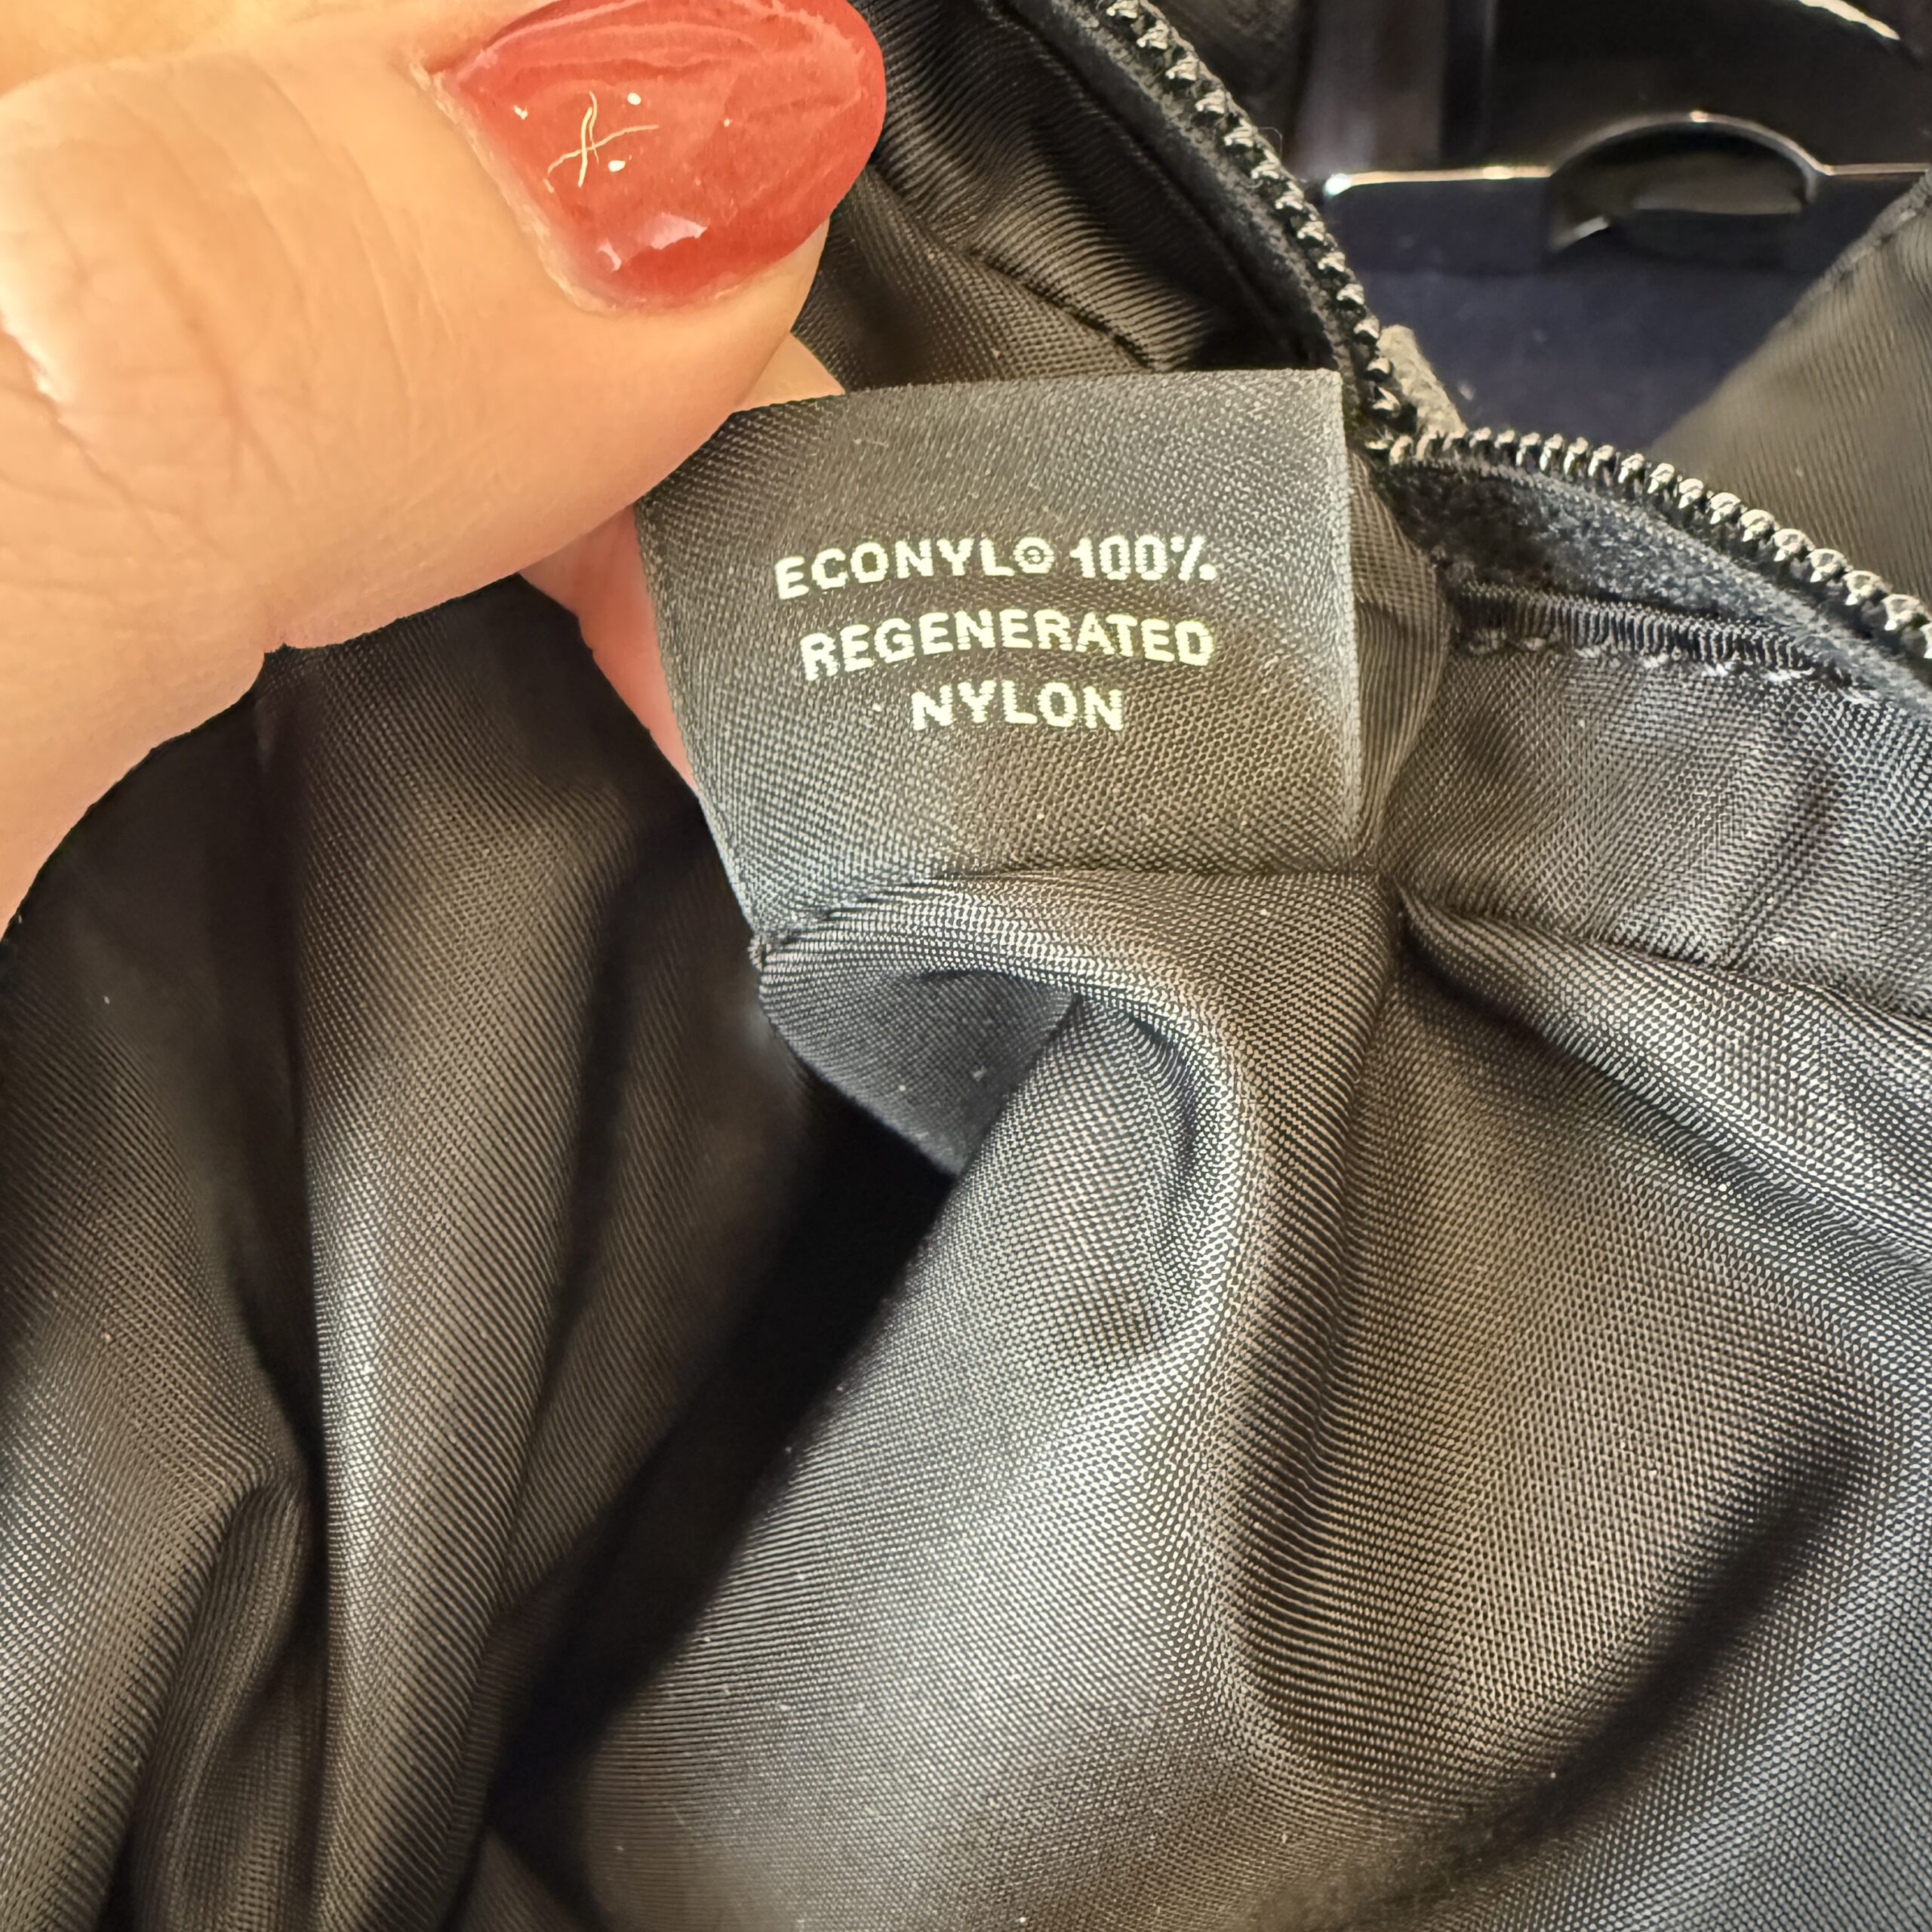 ECONYL® 100%
REGENERATED
NYLON